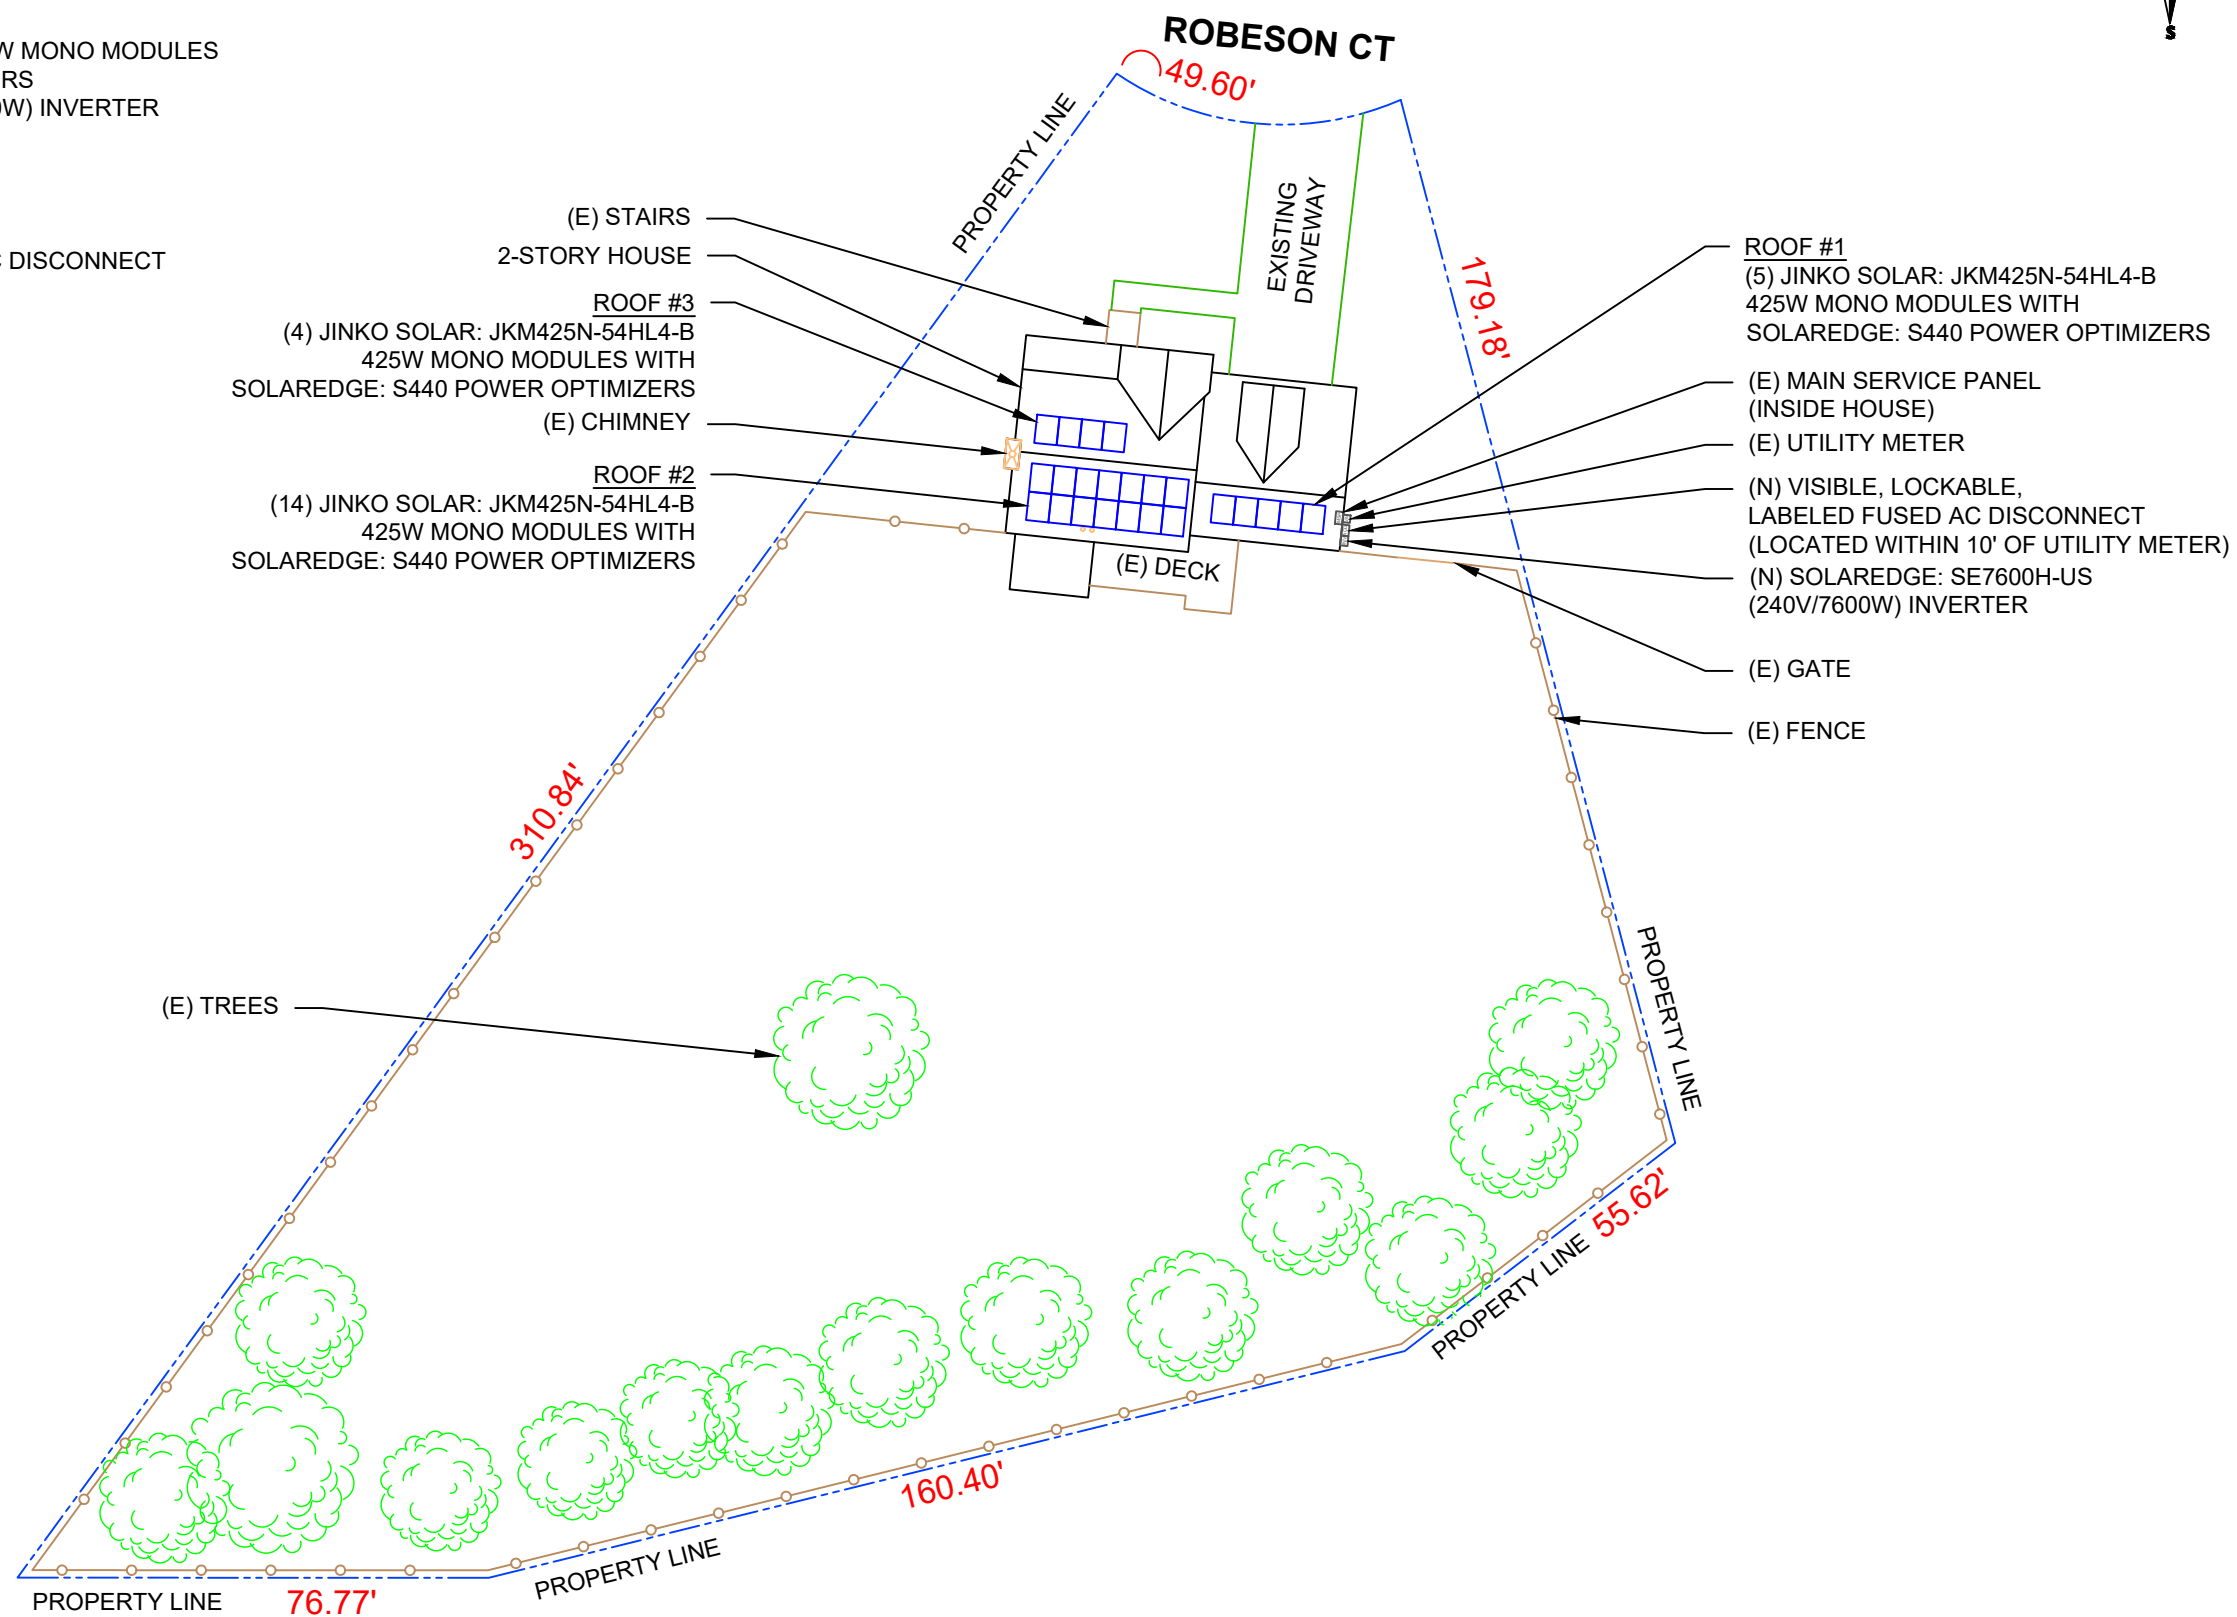 W MONO MODULES
RS
W) INVERTER
DISCONNECT
ROBESON CT
49.60'
S
PROPERTY LINE
EXISTING
DRIVEWAY
179.18'
(E) STAIRS
2-STORY HOUSE
ROOF #3
(4) JINKO SOLAR: JKM425N-54HL4-B
425W MONO MODULES WITH
SOLAREDGE: S440 POWER OPTIMIZERS
(E) CHIMNEY
ROOF #2
(14) JINKO SOLAR: JKM425N-54HL4-B
425W MONO MODULES WITH
SOLAREDGE: S440 POWER OPTIMIZERS
(E) DECK
ROOF #1
(5) JINKO SOLAR: JKM425N-54HL4-B
425W MONO MODULES WITH
SOLAREDGE: S440 POWER OPTIMIZERS
(E) MAIN SERVICE PANEL
(INSIDE HOUSE)
(E) UTILITY METER
(N) VISIBLE, LOCKABLE,
LABELED FUSED AC DISCONNECT
(LOCATED WITHIN 10' OF UTILITY METER)
(N) SOLAREDGE: SE7600H-US
(240V/7600W) INVERTER
(E) GATE
(E) FENCE
310.84'
(E) TREES
PROPERTY LINE
55.62'
PROPERTY LINE
160.40'
PROPERTY LINE
PROPERTY LINE
76.77'